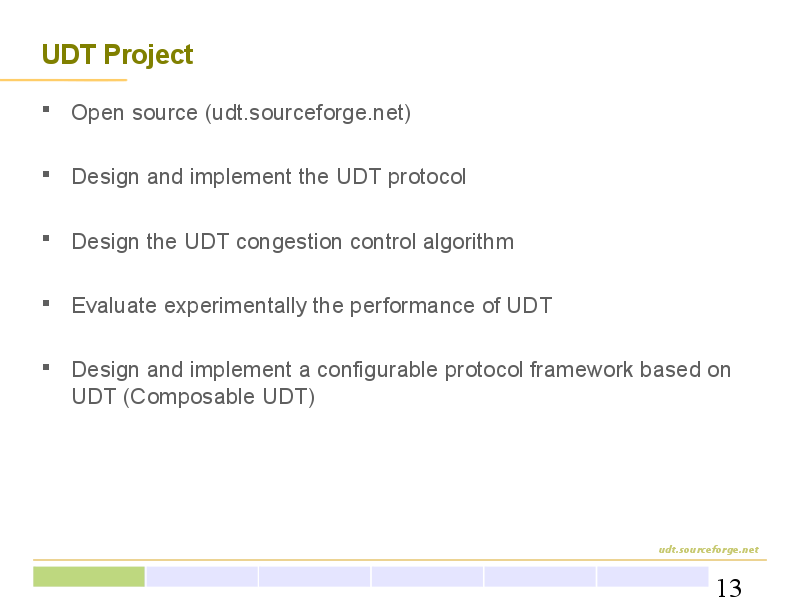 UDT Project
▪ Open source (udt.sourceforge.net)
▪ Design and implement the UDT protocol
▪ Design the UDT congestion control algorithm
▪ Evaluate experimentally the performance of UDT
▪ Design and implement a configurable protocol framework based on
UDT (Composable UDT)
udt.sourceforge.net
13